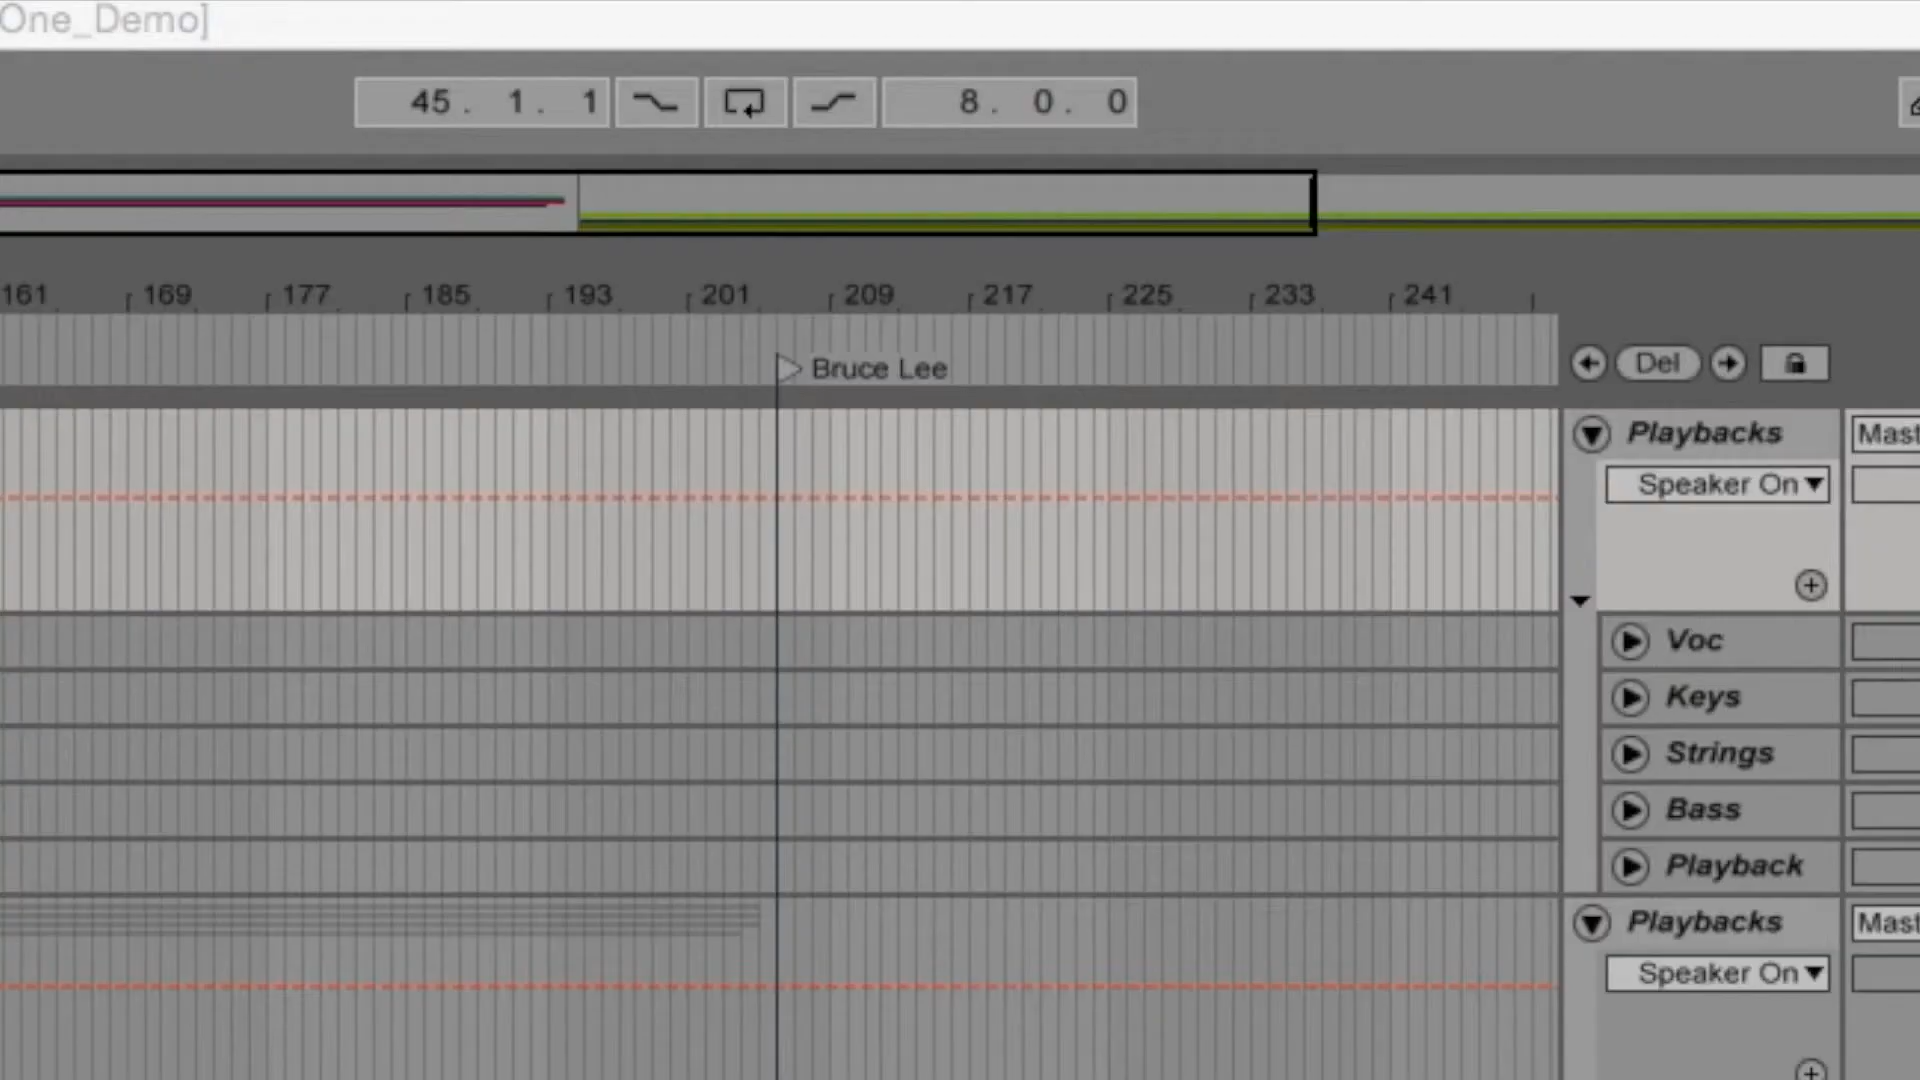 One_Demo]
45. 1. 1 8. 0. 0
161 169 177 185 193 201 209 217 225 233 241
Bruce Lee
Del
Playbacks Mast
Speaker On
Voc
Keys
Strings
Bass
Playback
Playbacks Mast
Speaker On